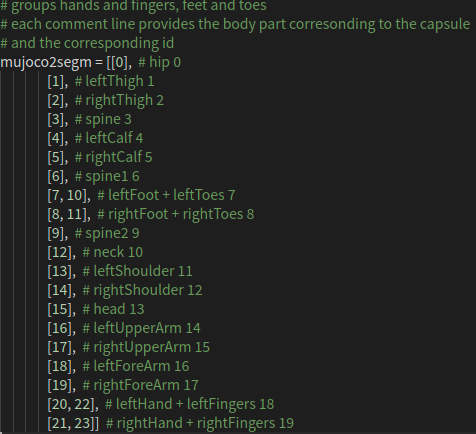 # groups hands and fingers, feet and toes
# each comment line provides the body part corresonding to the capsule
# and the corresponding id
mujoco2segm = [[0], # hip 0
[1], # leftThigh 1
[2], # rightThigh 2
[3], # spine 3
[4], # leftCalf 4
[5], # rightCalf 5
[6], # spine1 6
[7, 10], # leftFoot + leftToes 7
[8, 11], # rightFoot + rightToes 8
[9], # spine2 9
[12], # neck 10
[13], # leftShoulder 11
[14], # rightShoulder 12
[15], # head 13
[16], # leftUpperArm 14
[17], # rightUpperArm 15
[18], # leftForeArm 16
[19], # rightForeArm 17
[20, 22], # leftHand + leftFingers 18
[21, 23]] # rightHand + rightFingers 19